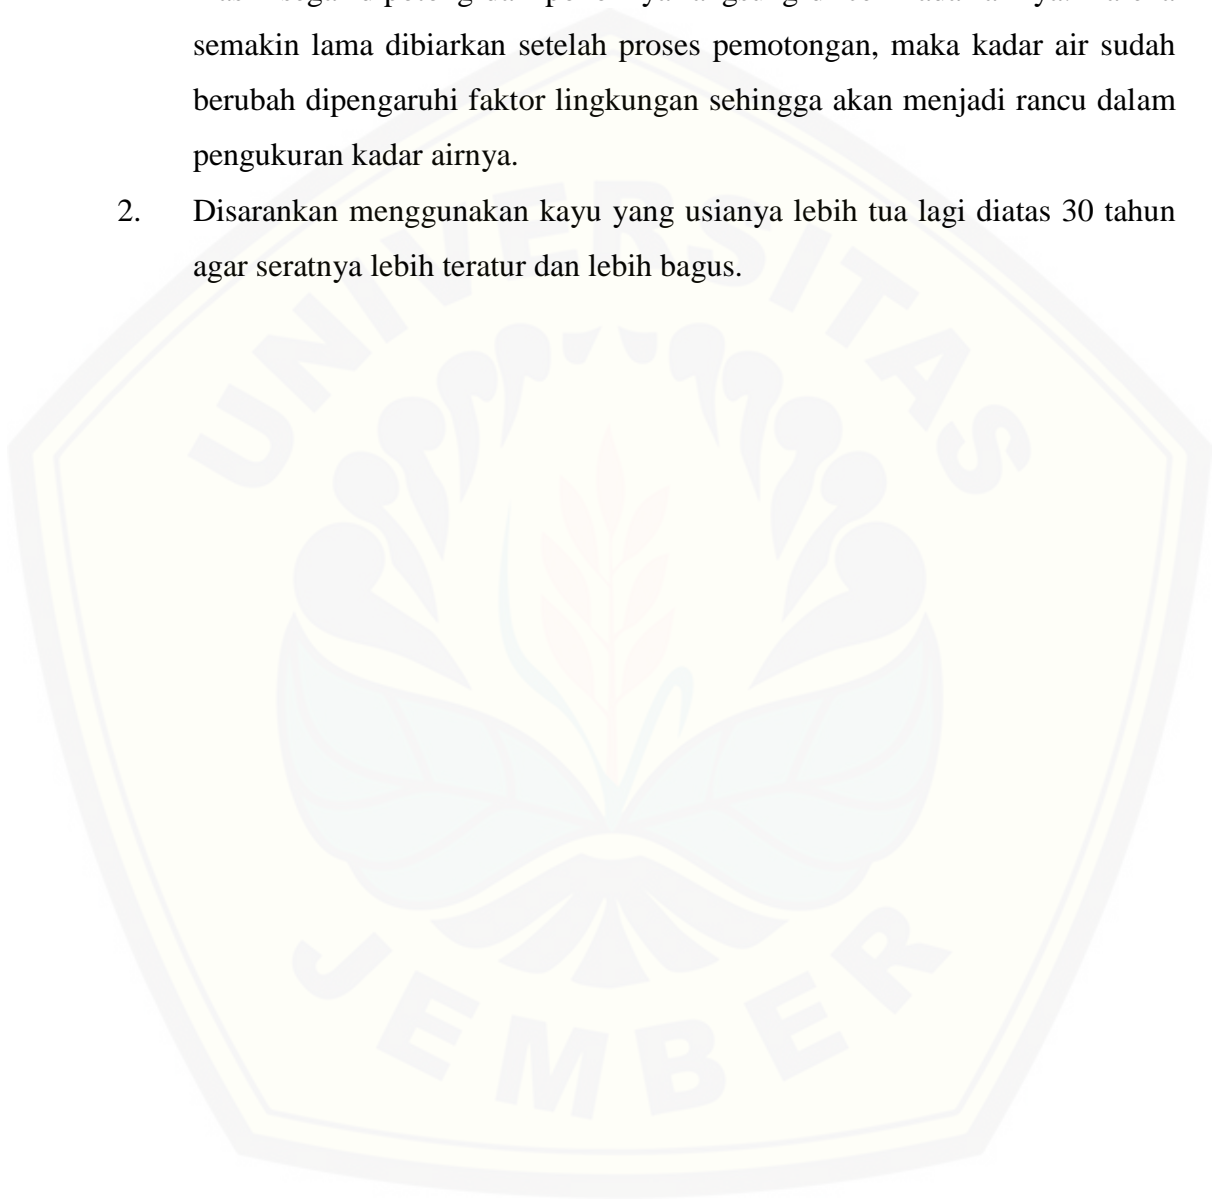 semakin lama dibiarkan setelah proses pemotongan, maka kadar air sudah
berubah dipengaruhi faktor lingkungan sehingga akan menjadi rancu dalam
pengukuran kadar airnya.
2. Disarankan menggunakan kayu yang usianya lebih tua lagi diatas 30 tahun
agar seratnya lebih teratur dan lebih bagus.
UNIVERSITAS
JEMBER